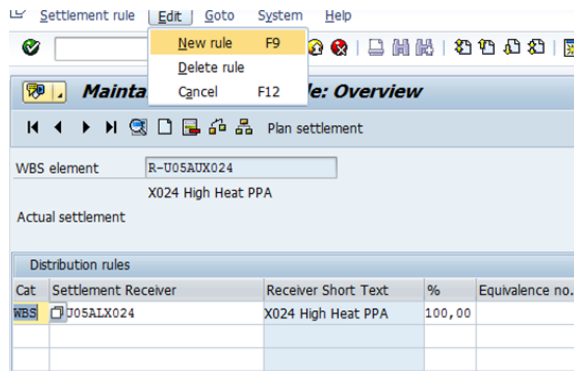 Settlement rule Edit Goto System Help
New rule F9
Delete rule
Cancel F12
Mainta le: Overview
Plan settlement
WBS element R-U05AUX024
X024 High Heat PPA
Actual settlement
Distribution rules
Cat Settlement Receiver Receiver Short Text % Equivalence no.
WBS U05ALX024 X024 High Heat PPA 100,00